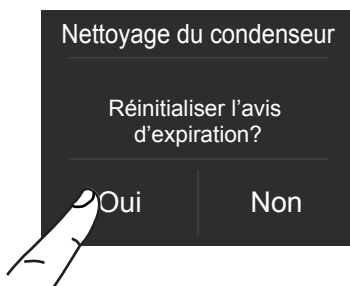 Nettoyage du condenseur
Réinitialiser l’avis
d’expiration?
Oui
Non